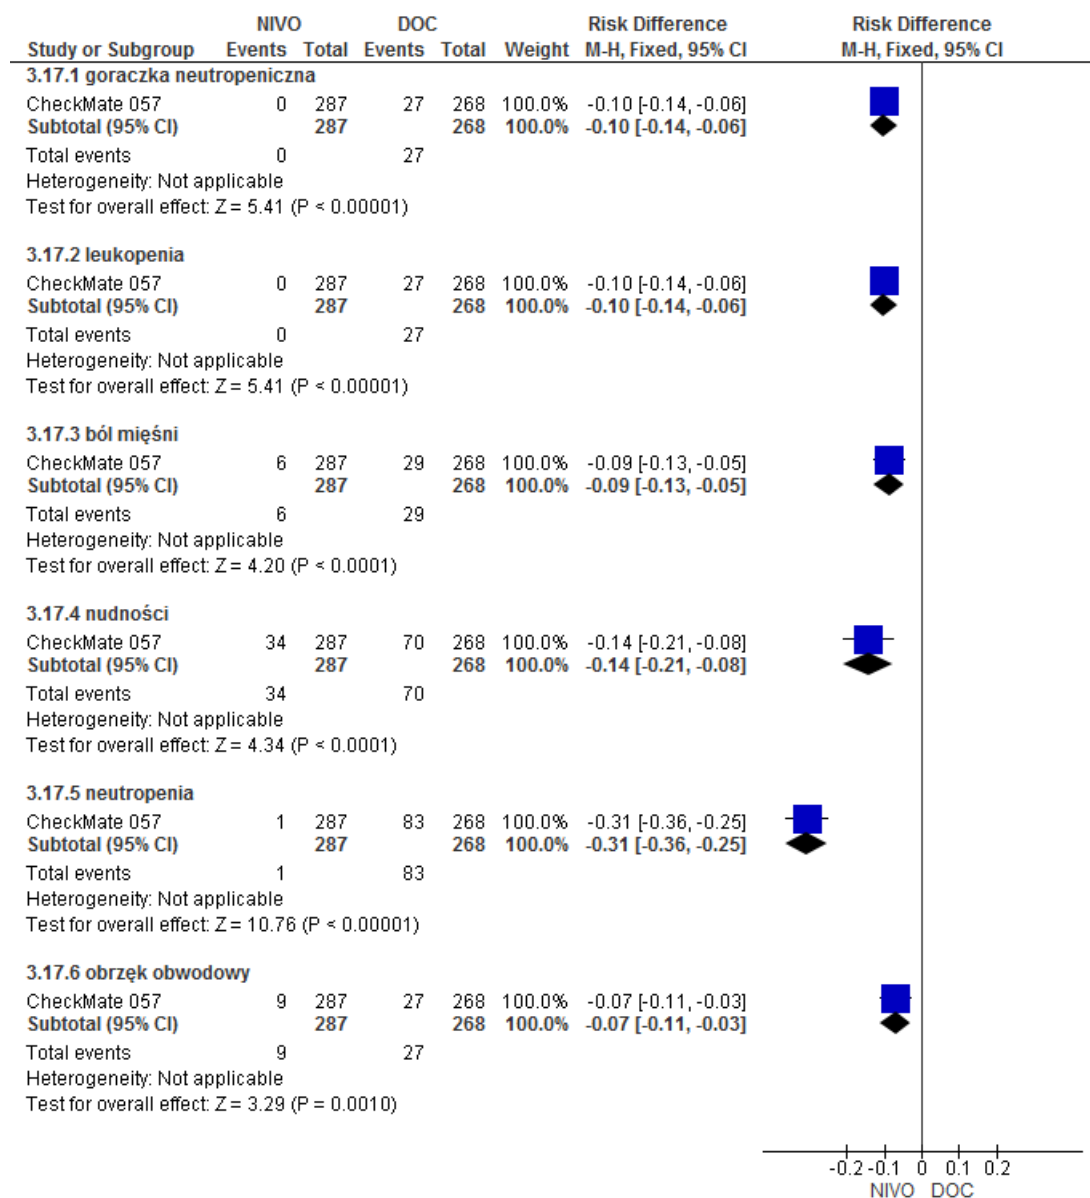 NIVO DOC Risk Difference Risk Difference
Study or Subgroup Events Total Events Total Weight M-H, Fixed, 95% CI M-H, Fixed, 95% CI
3.17.1 goraczka neutropeniczna
CheckMate 057 0 287 27 268 100.0% -0.10 [-0.14, -0.06]
Subtotal (95% CI) 287 268 100.0% -0.10 [-0.14, -0.06]
Total events 0 27
Heterogeneity: Not applicable
Test for overall effect: Z = 5.41 (P < 0.00001)
3.17.2 leukopenia
CheckMate 057 0 287 27 268 100.0% -0.10 [-0.14, -0.06]
Subtotal (95% CI) 287 268 100.0% -0.10 [-0.14, -0.06]
Total events 0 27
Heterogeneity: Not applicable
Test for overall effect: Z = 5.41 (P < 0.00001)
3.17.3 ból mięśni
CheckMate 057 6 287 29 268 100.0% -0.09 [-0.13, -0.05]
Subtotal (95% CI) 287 268 100.0% -0.09 [-0.13, -0.05]
Total events 6 29
Heterogeneity: Not applicable
Test for overall effect: Z = 4.20 (P < 0.0001)
3.17.4 nudności
CheckMate 057 34 287 70 268 100.0% -0.14 [-0.21, -0.08]
Subtotal (95% CI) 287 268 100.0% -0.14 [-0.21, -0.08]
Total events 34 70
Heterogeneity: Not applicable
Test for overall effect: Z = 4.34 (P < 0.0001)
3.17.5 neutropenia
CheckMate 057 1 287 83 268 100.0% -0.31 [-0.36, -0.25]
Subtotal (95% CI) 287 268 100.0% -0.31 [-0.36, -0.25]
Total events 1 83
Heterogeneity: Not applicable
Test for overall effect: Z = 10.76 (P < 0.00001)
3.17.6 obrzęk obwodowy
CheckMate 057 9 287 27 268 100.0% -0.07 [-0.11, -0.03]
Subtotal (95% CI) 287 268 100.0% -0.07 [-0.11, -0.03]
Total events 9 27
Heterogeneity: Not applicable
Test for overall effect: Z = 3.29 (P = 0.0010)
-0.2 -0.1 0 0.1 0.2
NIVO DOC